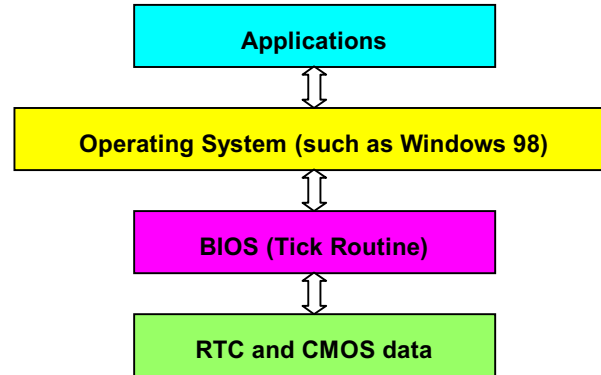 Applications
Operating System (such as Windows 98)
BIOS (Tick Routine)
RTC and CMOS data